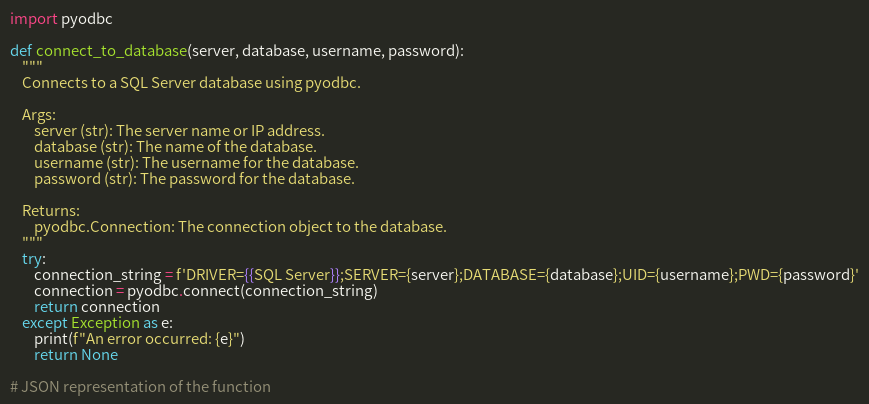 import pyodbc

def connect_to_database(server, database, username, password):
    """
    Connects to a SQL Server database using pyodbc.

    Args:
        server (str): The server name or IP address.
        database (str): The name of the database.
        username (str): The username for the database.
        password (str): The password for the database.

    Returns:
        pyodbc.Connection: The connection object to the database.
    """
    try:
        connection_string = f'DRIVER={{SQL Server}};SERVER={server};DATABASE={database};UID={username};PWD={password}'
        connection = pyodbc.connect(connection_string)
        return connection
    except Exception as e:
        print(f"An error occurred: {e}")
        return None

# JSON representation of the function